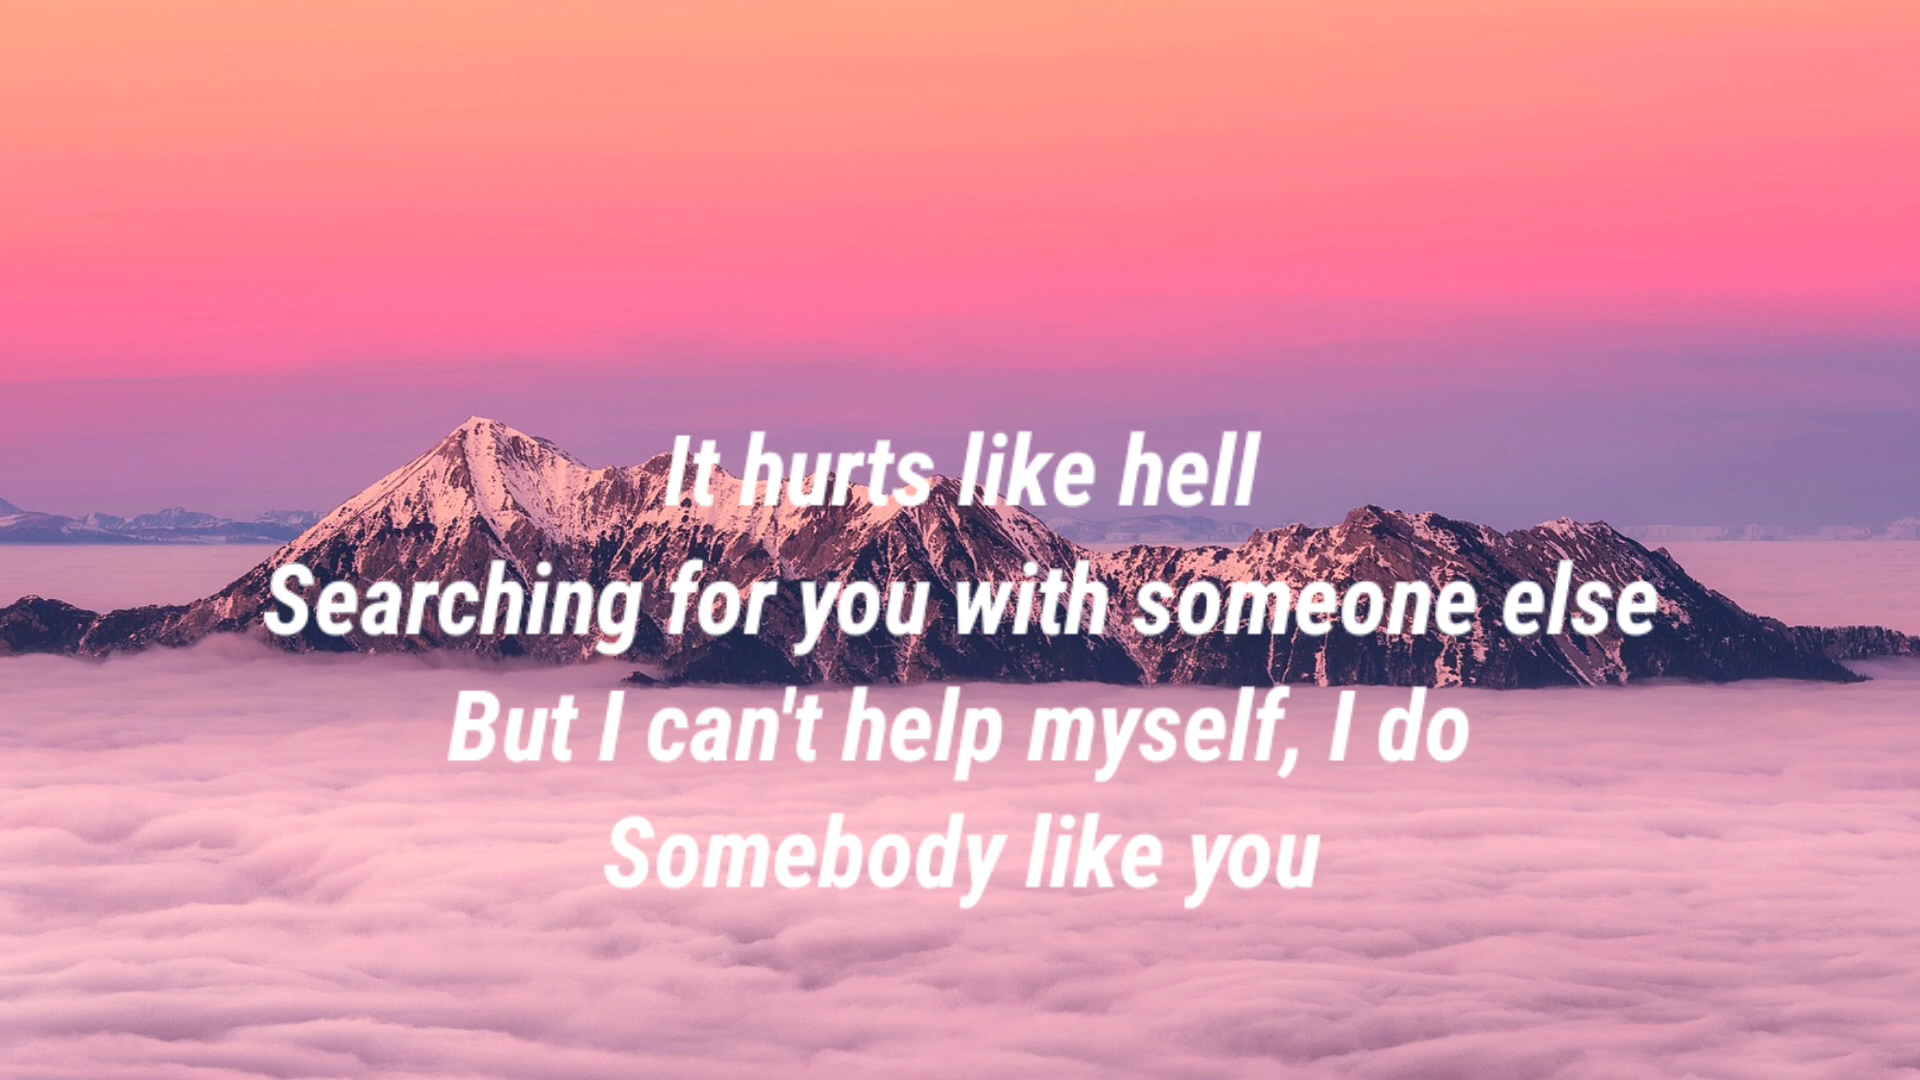 It hurts like hell
Searching for you with someone else
But I can't help myself, I do
Somebody like you